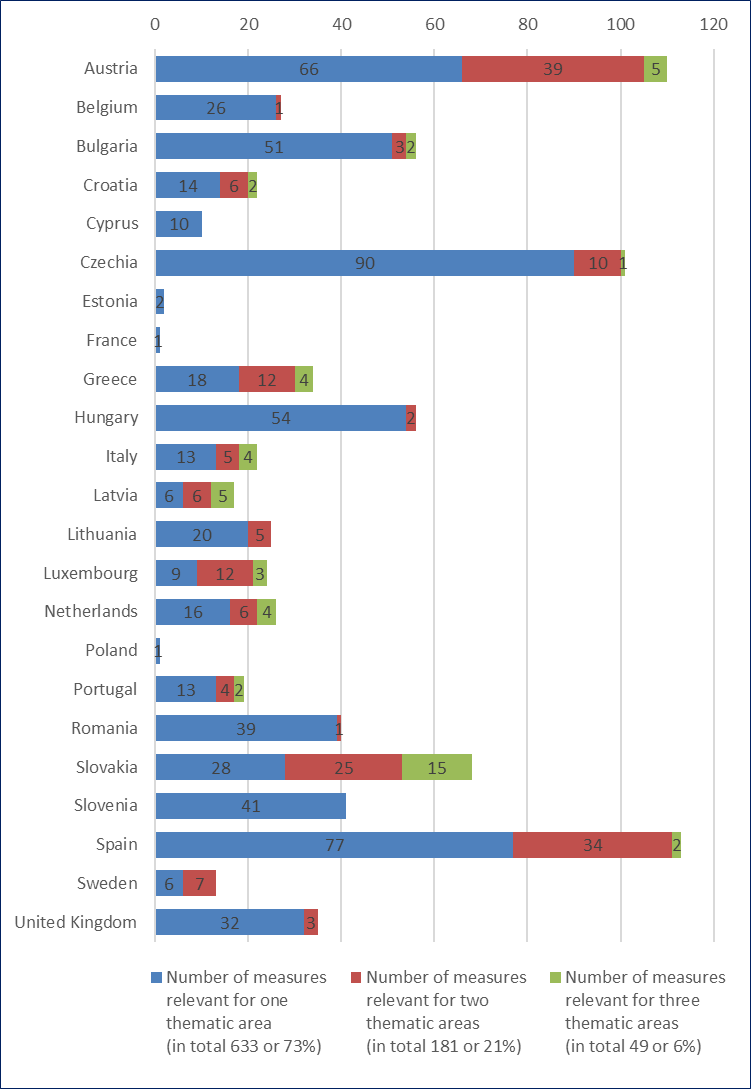 0 20 40 60 80 100 120
Austria 66 39 5
Belgium 26 1
Bulgaria 51 3 2
Croatia 14 6 2
Cyprus 10
Czechia 90 10 1
Estonia 2
France 1
Greece 18 12 4
Hungary 54 2
Italy 13 5 4
Latvia 6 6 5
Lithuania 20 5
Luxembourg 9 12 3
Netherlands 16 6 4
Poland 1
Portugal 13 4 2
Romania 39 1
Slovakia 28 25 15
Slovenia 41
Spain 77 34 2
Sweden 6 7
United Kingdom 32 3
Number of measures
relevant for one
thematic area
(in total 633 or 73%)
Number of measures
relevant for two
thematic areas
(in total 181 or 21%)
Number of measures
relevant for three
thematic areas
(in total 49 or 6%)